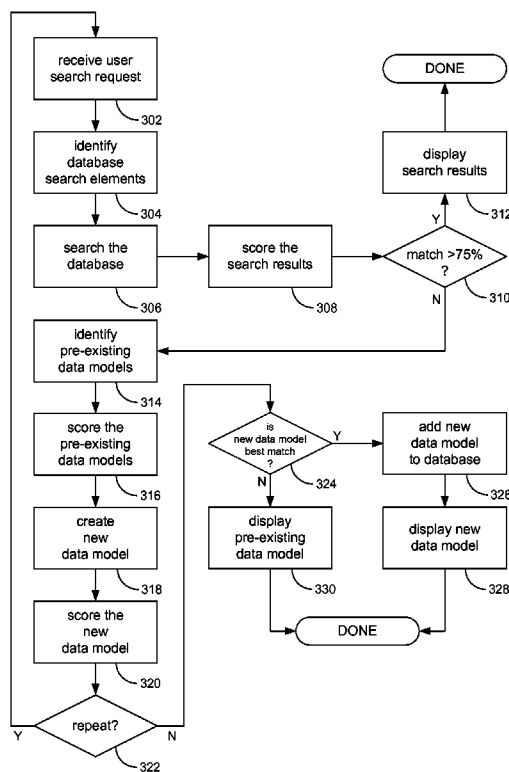 receive user
search request
302
identify
database
search elements
304
search the
database
306
score the
search results
308
match >75%
?
310
Y
N
display
search results
312
DONE
identify
pre-existing
data models
314
score the
pre-existing
data models
316
create
new
data model
318
score the
new
data model
320
repeat?
322
Y
N
is
new data model
best match
?
324
Y
N
add new
data model
to database
326
display new
data model
328
display
pre-existing
data model
330
DONE